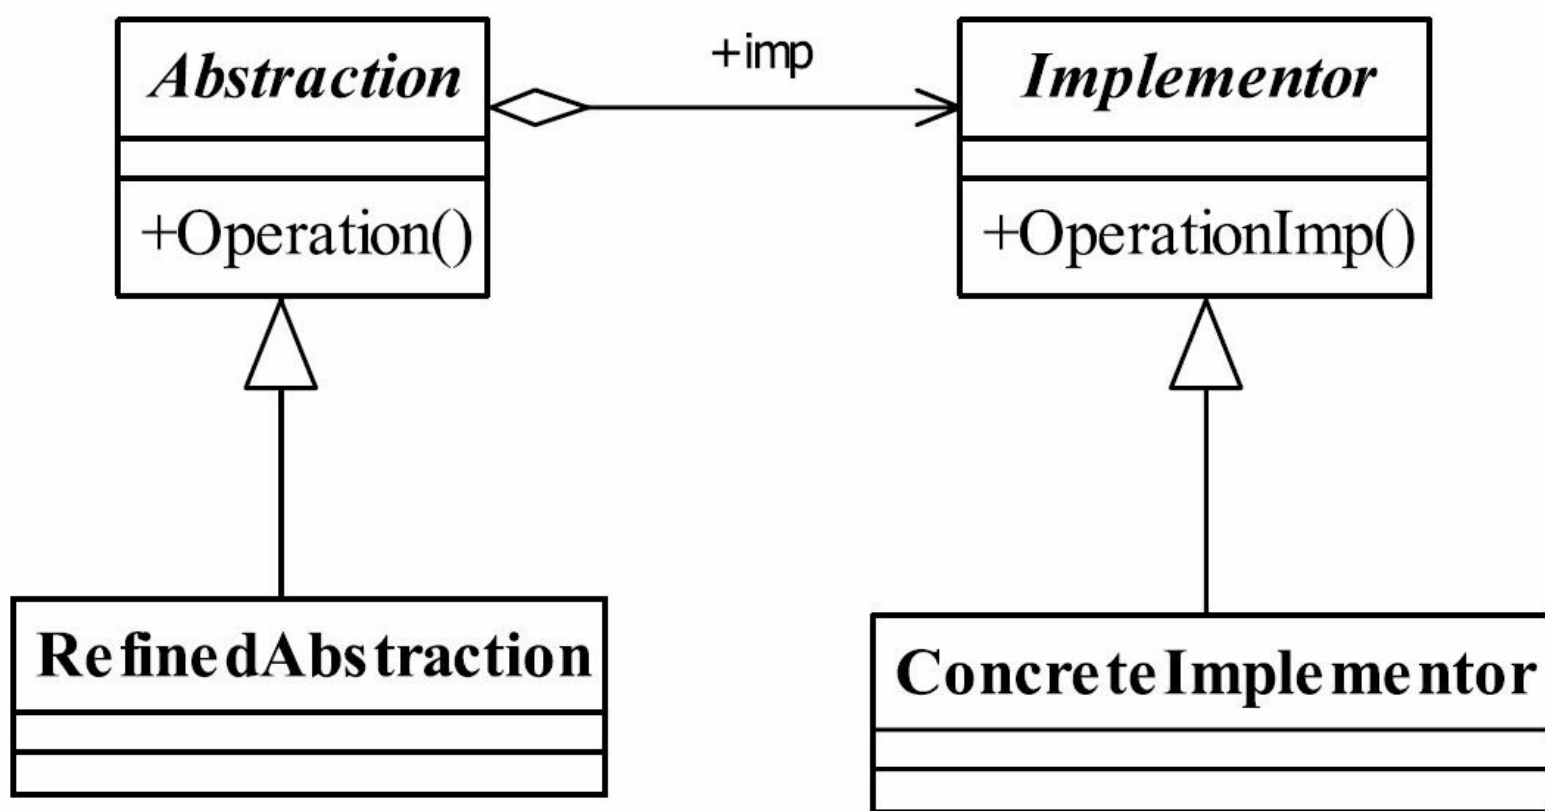 Abstraction
+imp
Implementor
+Operation()
+OperationImp()
RefinedAbstraction
ConcreteImplementor